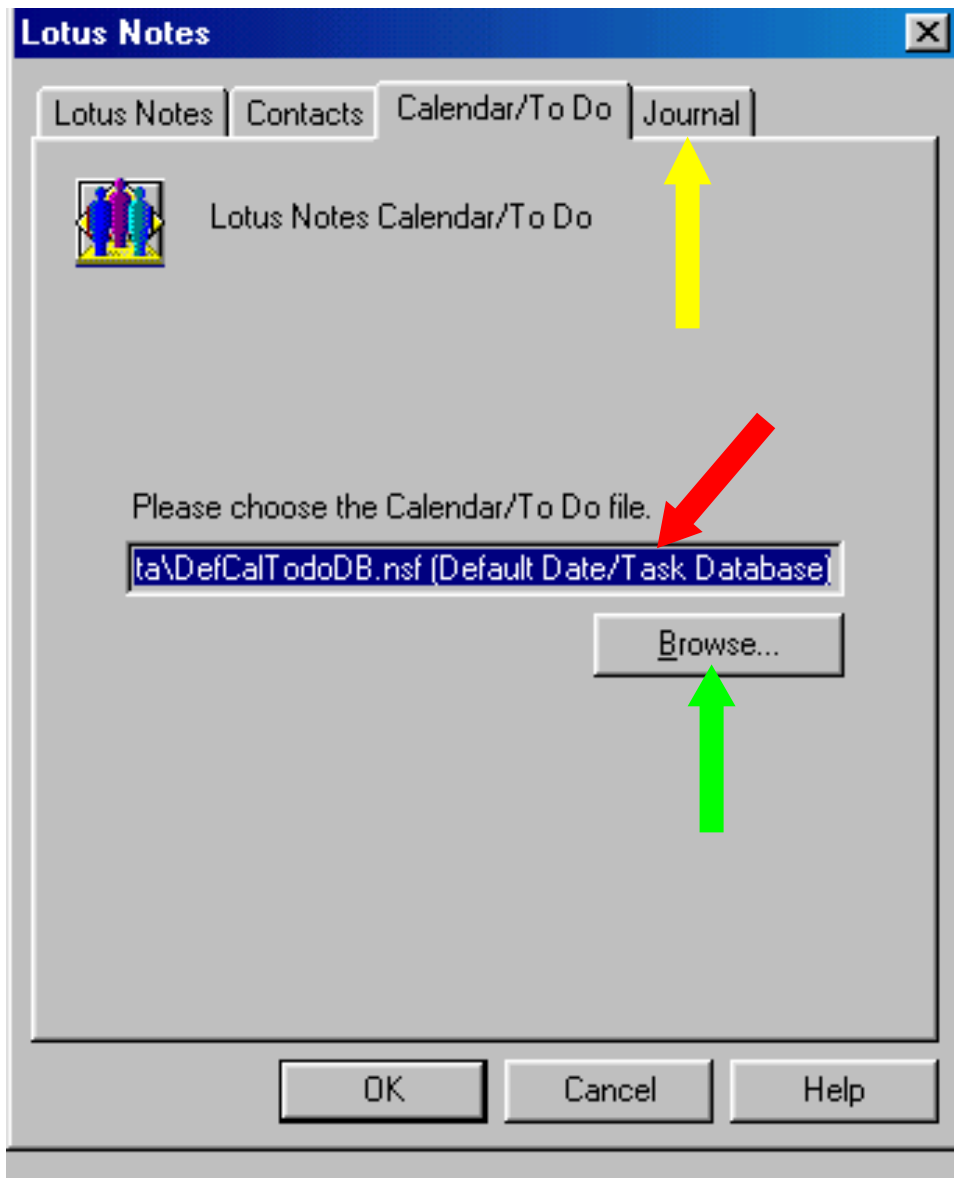 Lotus Notes
Lotus Notes Contacts Calendar/To Do Journal
Lotus Notes Calendar/To Do
Please choose the Calendar/To Do file.
ta\DefCalTodoDB.nsf (Default Date/Task Database)
Browse...
OK Cancel Help